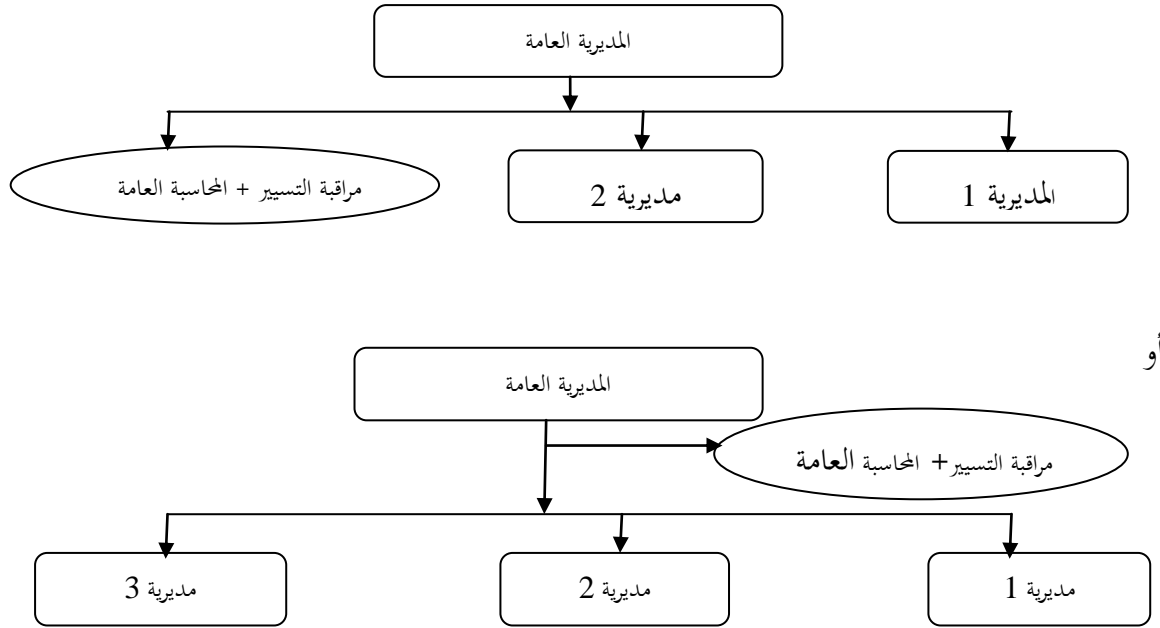 المديرية العامة
المديرية 1
مديرية 2
مراقبة التسيير + المحاسبة العامة
أو
المديرية العامة
مراقبة التسيير+ المحاسبة العامة
مديرية 1
مديرية 2
مديرية 3